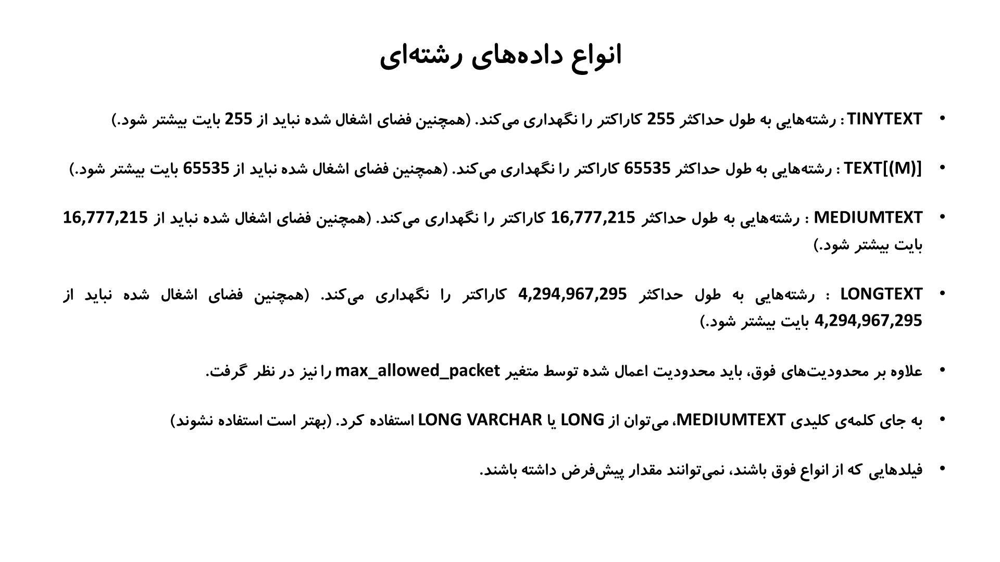 انواع داده‌های رشته‌ای
• TINYTEXT : رشته‌هایی به طول حداکثر 255 کاراکتر را نگهداری می‌کند. (همچنین فضای اشغال شده نباید از 255 بایت بیشتر شود.)
• TEXT[(M)] : رشته‌هایی به طول حداکثر 65535 کاراکتر را نگهداری می‌کند. (همچنین فضای اشغال شده نباید از 65535 بایت بیشتر شود.)
• MEDIUMTEXT : رشته‌هایی به طول حداکثر 16,777,215 کاراکتر را نگهداری می‌کند. (همچنین فضای اشغال شده نباید از 16,777,215
بایت بیشتر شود.)
• LONGTEXT : رشته‌هایی به طول حداکثر 4,294,967,295 کاراکتر را نگهداری می‌کند. (همچنین فضای اشغال شده نباید از
4,294,967,295 بایت بیشتر شود.)
• علاوه بر محدودیت‌های فوق، باید محدودیت اعمال شده توسط متغیر max_allowed_packet را نیز در نظر گرفت.
• به جای کلمه‌ی کلیدی MEDIUMTEXT، می‌توان از LONG یا LONG VARCHAR استفاده کرد. (بهتر است استفاده نشوند)
• فیلدهایی که از انواع فوق باشند، نمی‌توانند مقدار پیش‌فرض داشته باشند.